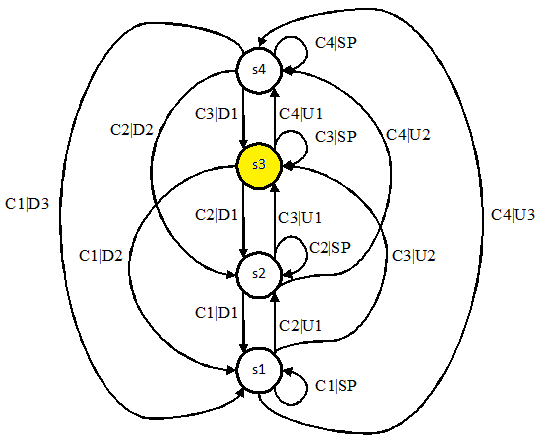 C4|SP
s4
C3|D1
C4|U1
C2|D2
C3|SP
C4|U2
s3
C1|D3
C2|D1
C3|U1
C4|U3
C1|D2
C2|SP
C3|U2
s2
C1|D1
C2|U1
s1
C1|SP